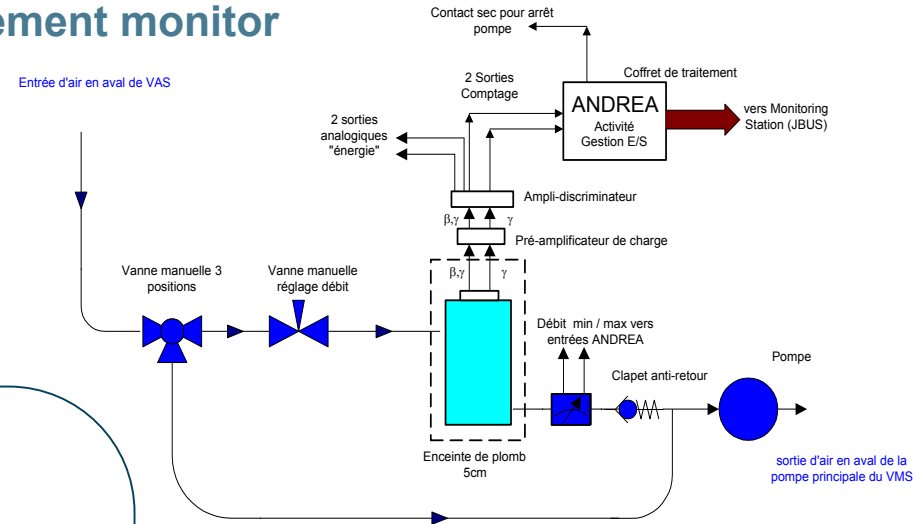 ement monitor
Contact sec pour arrêt
pompe
Entrée d'air en aval de VAS
2 Sorties
Comptage
Coffret de traitement
ANDREA
Activité
Gestion E/S
vers Monitoring
Station (JBUS)
2 sorties
analogiques
"énergie"
Ampli-discriminateur
β,γ
γ
Pré-amplificateur de charge
β,γ
γ
Vanne manuelle 3
positions
Vanne manuelle
réglage débit
Débit min / max vers
entrées ANDREA
Clapet anti-retour
Pompe
Enceinte de plomb
5cm
sortie d'air en aval de la
pompe principale du VMS